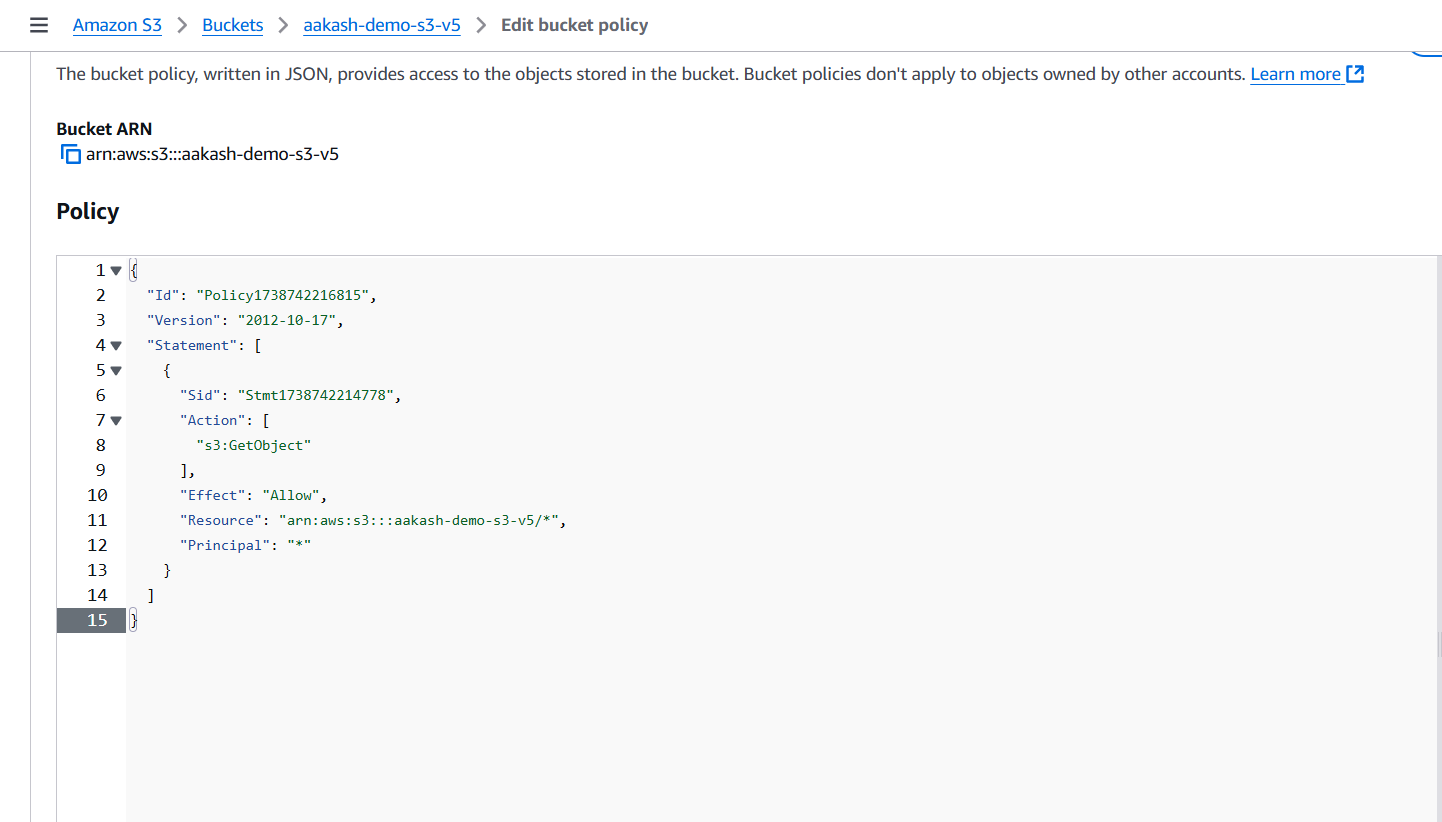 Amazon S3 > Buckets > aakash-demo-s3-v5 > Edit bucket policy
The bucket policy, written in JSON, provides access to the objects stored in the bucket. Bucket policies don't apply to objects owned by other accounts. Learn more
Bucket ARN
arn:aws:s3:::aakash-demo-s3-v5
Policy
1 {
2 "Id": "Policy1738742216815",
3 "Version": "2012-10-17",
4 "Statement": [
5 {
6 "Sid": "Stmt1738742214778",
7 "Action": [
8 "s3:GetObject"
9 ],
10 "Effect": "Allow",
11 "Resource": "arn:aws:s3:::aakash-demo-s3-v5/*",
12 "Principal": "*"
13 }
14 ]
15 }